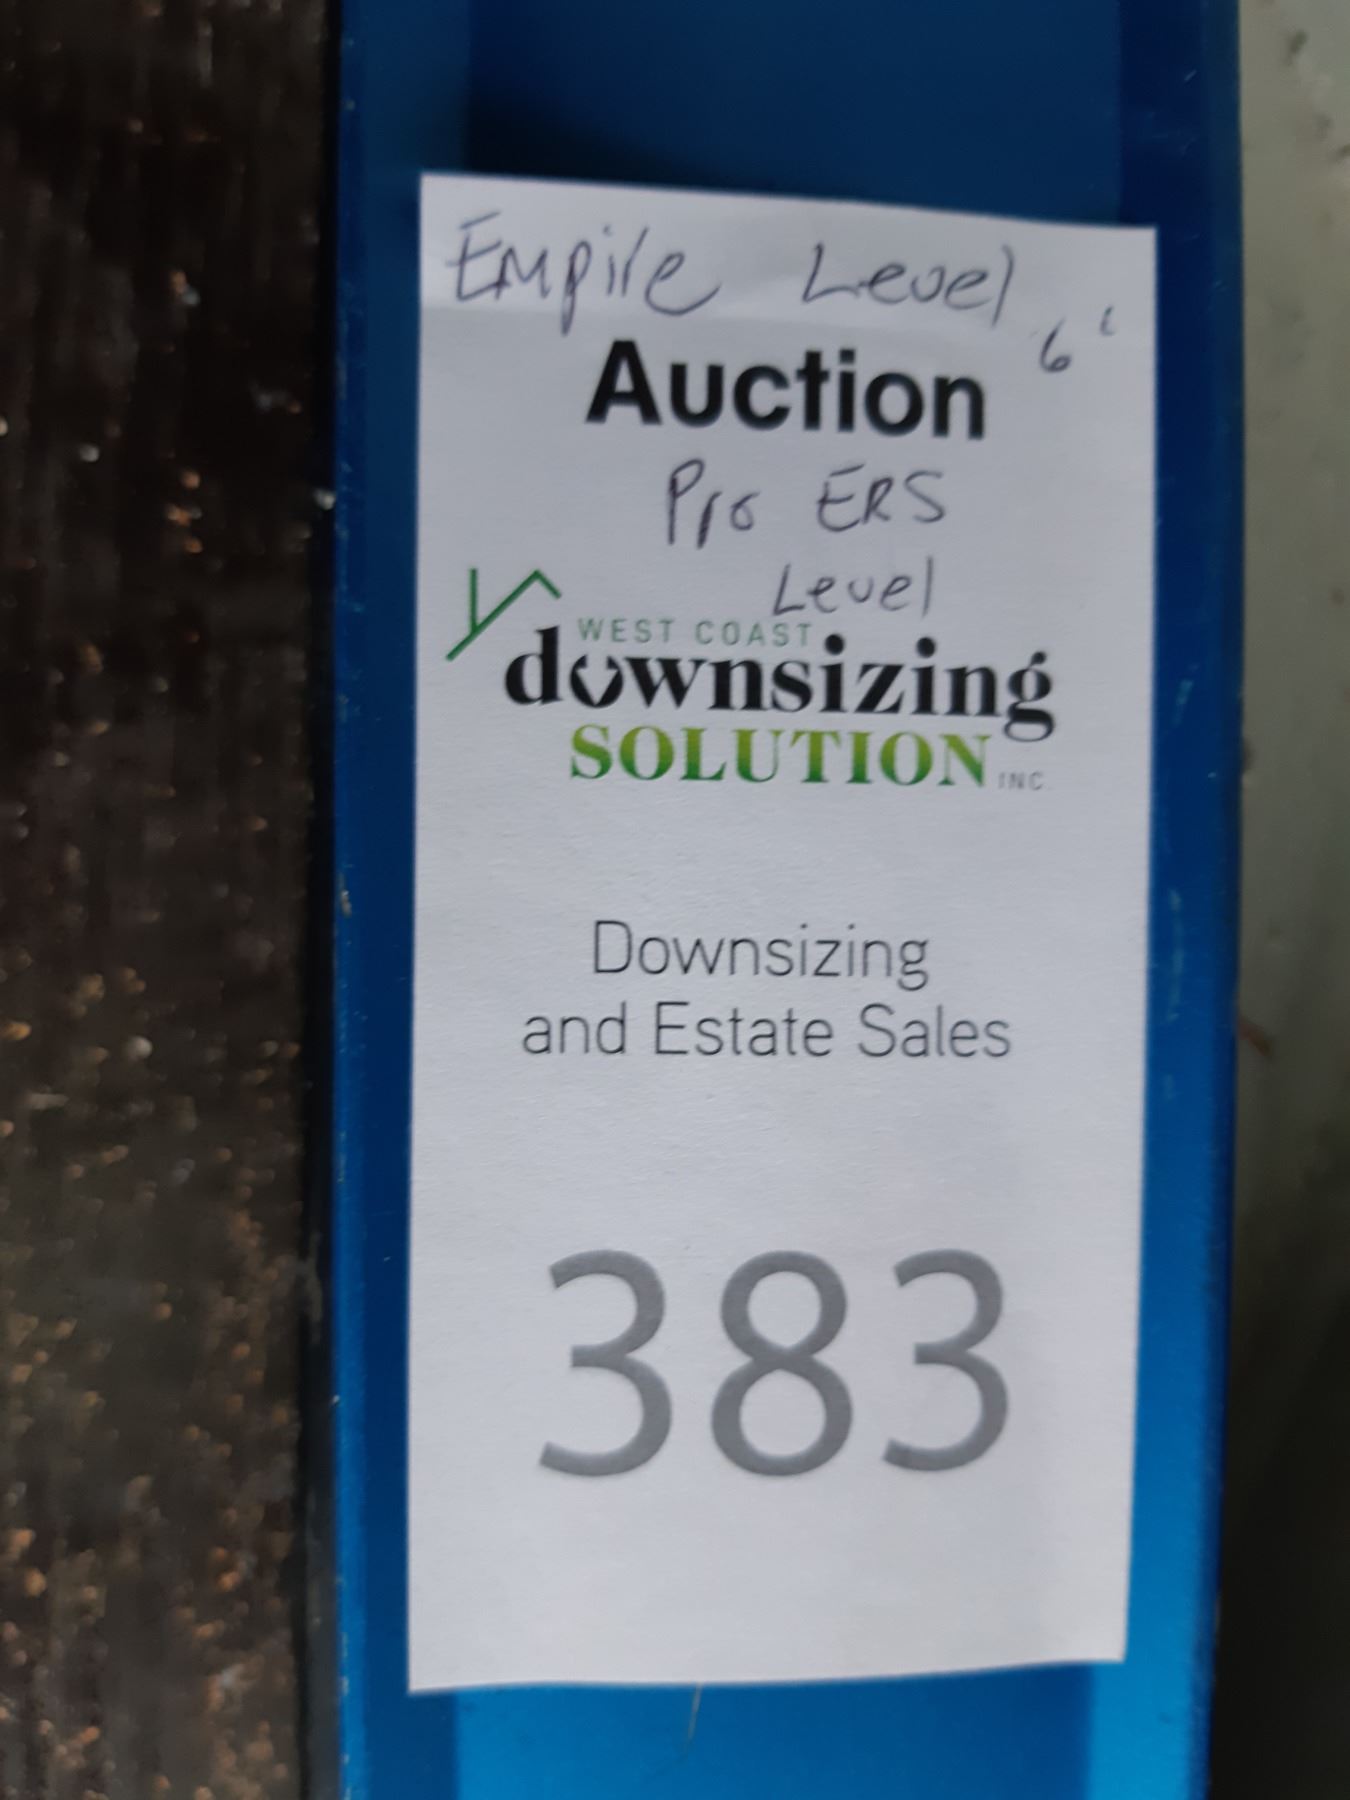 Empire Level
6'
Auction
Pro ERS
Level
WEST COAST
downsizing
SOLUTION INC.
Downsizing
and Estate Sales
383